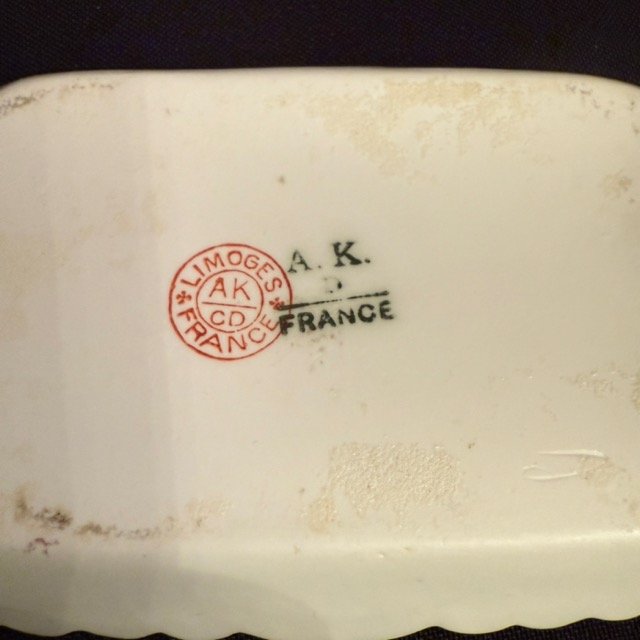 LIMOGES
AK
CD
FRANCE
A. K.
D
FRANCE